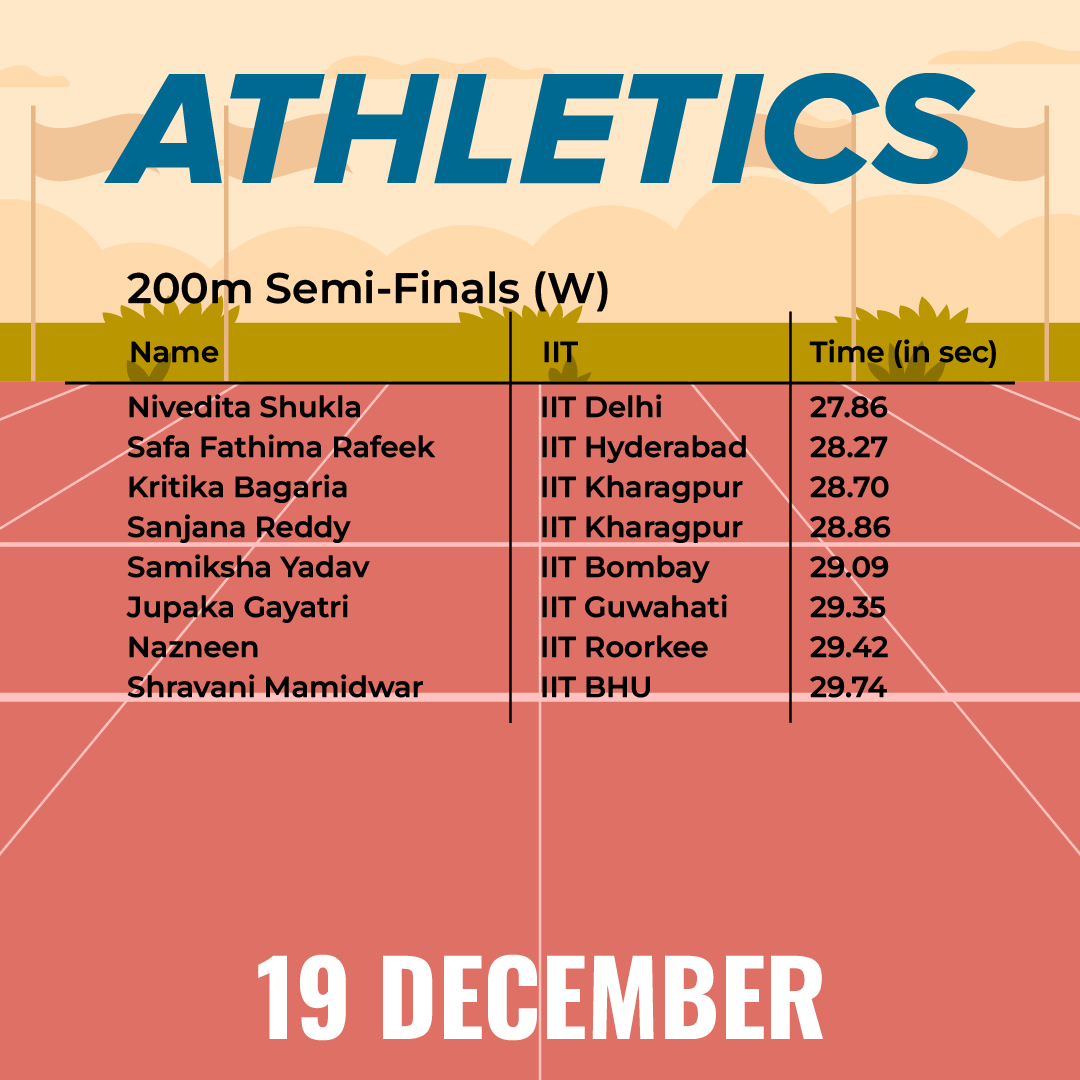 ATHLETICS
200m Semi-Finals (W)
Name IIT Time (in sec)
Nivedita Shukla IIT Delhi 27.86
Safa Fathima Rafeek IIT Hyderabad 28.27
Kritika Bagaria IIT Kharagpur 28.70
Sanjana Reddy IIT Kharagpur 28.86
Samiksha Yadav IIT Bombay 29.09
Jupaka Gayatri IIT Guwahati 29.35
Nazneen IIT Roorkee 29.42
Shravani Mamidwar IIT BHU 29.74
19 DECEMBER